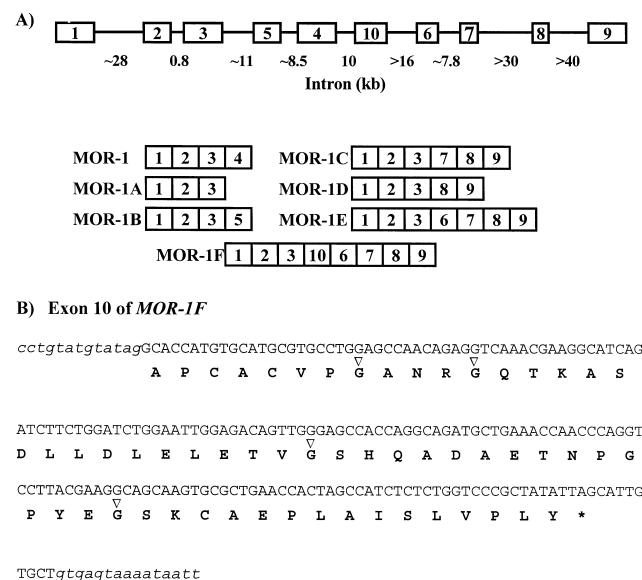 A)
1 2 3 5 4 10 6 7 8 9
~28 0.8 ~11 ~8.5 10 >16 ~7.8 >30 >40
Intron (kb)
MOR-1 1 2 3 4 MOR-1C 1 2 3 7 8 9
MOR-1A 1 2 3 MOR-1D 1 2 3 8 9
MOR-1B 1 2 3 5 MOR-1E 1 2 3 6 7 8 9
MOR-1F 1 2 3 10 6 7 8 9
B) Exon 10 of MOR-1F
cctgtatgtatagGCACCATGTGCATGCGTGCCTGGAGCCAACAGAGGTCAAACGAAGGCATCAG
A P C A C V P G A N R G Q T K A S
ATCTTCTGGATCTGGAATTGGAGACAGTTGGGAGCCACCAGGCAGATGCTGAAACCAACCCAGGT
D L L D L E L E T V G S H Q A D A E T N P G
CCTTACGAAGGCAGCAAGTGCGCTGAACCACTAGCCATCTCTCTGGTCCCGCTATATTAGCATTG
P Y E G S K C A E P L A I S L V P L Y *
TGCTgtgagtaaaataatt